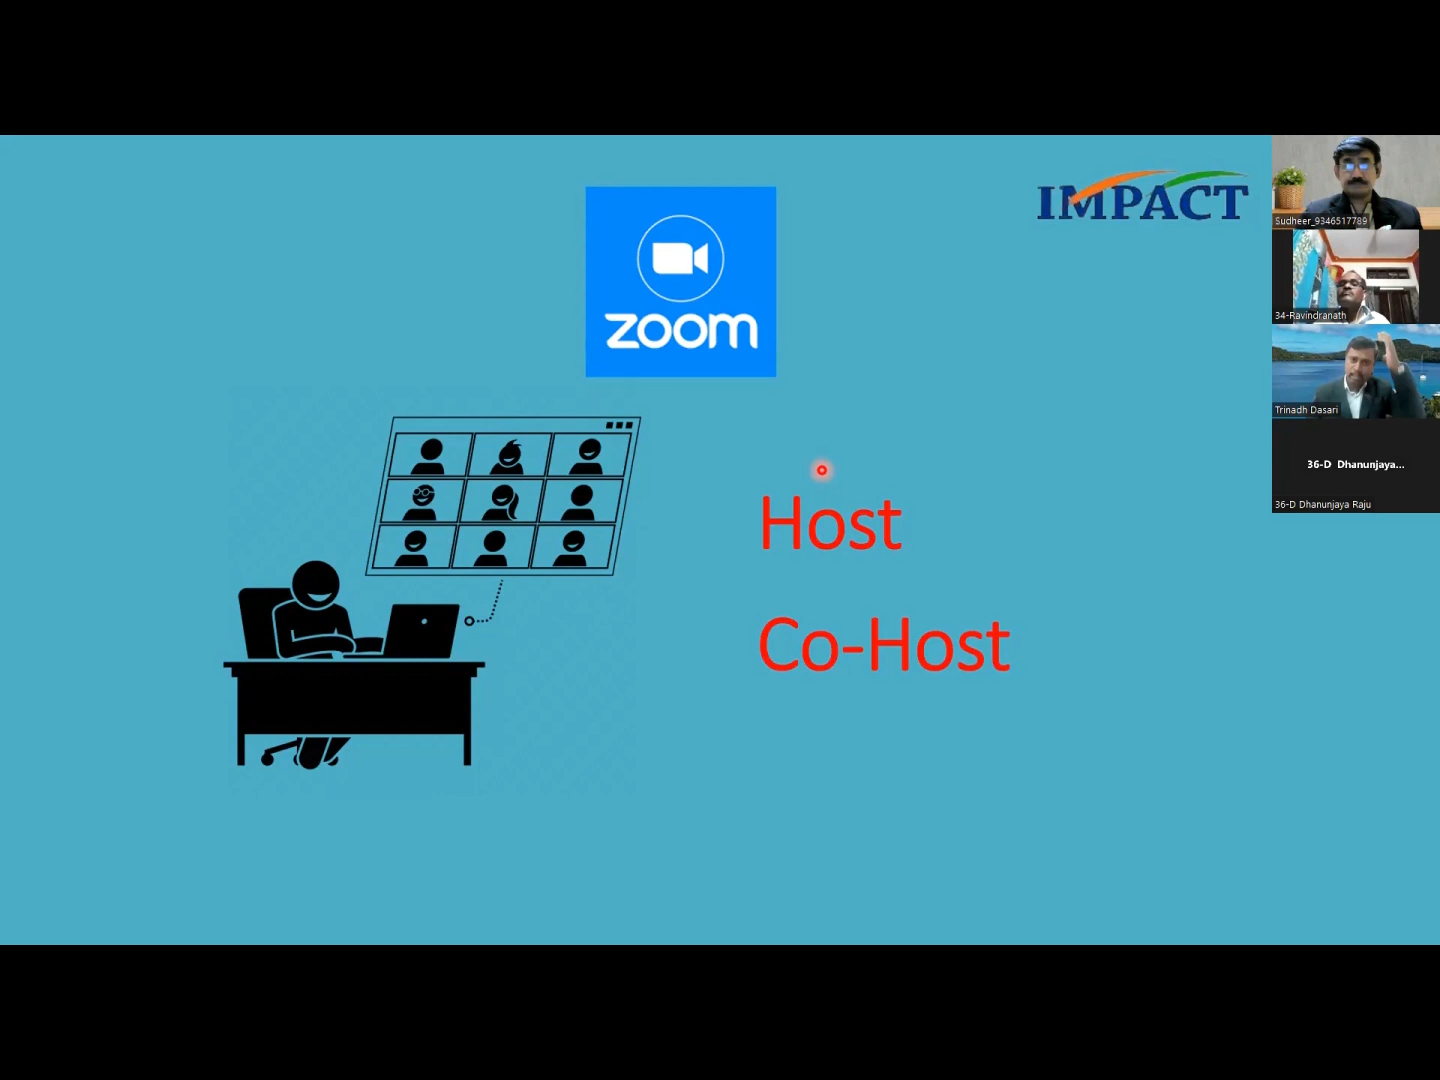 IMPACT
zoom
Host
Co-Host
Sudheer_9346517789
34-Ravindranath
Trinadh Dasari
36-D Dhanunjaya...
36-D Dhanunjaya Raju